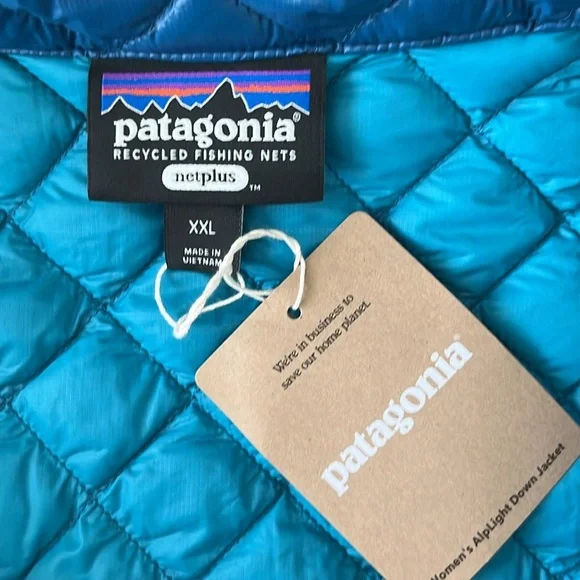 patagonia®
RECYCLED FISHING NETS
netplus
™
XXL
MADE IN
VIETNAM
We're in business to
save our home planet.
patagonia
Women's AlpLight Down Jacket